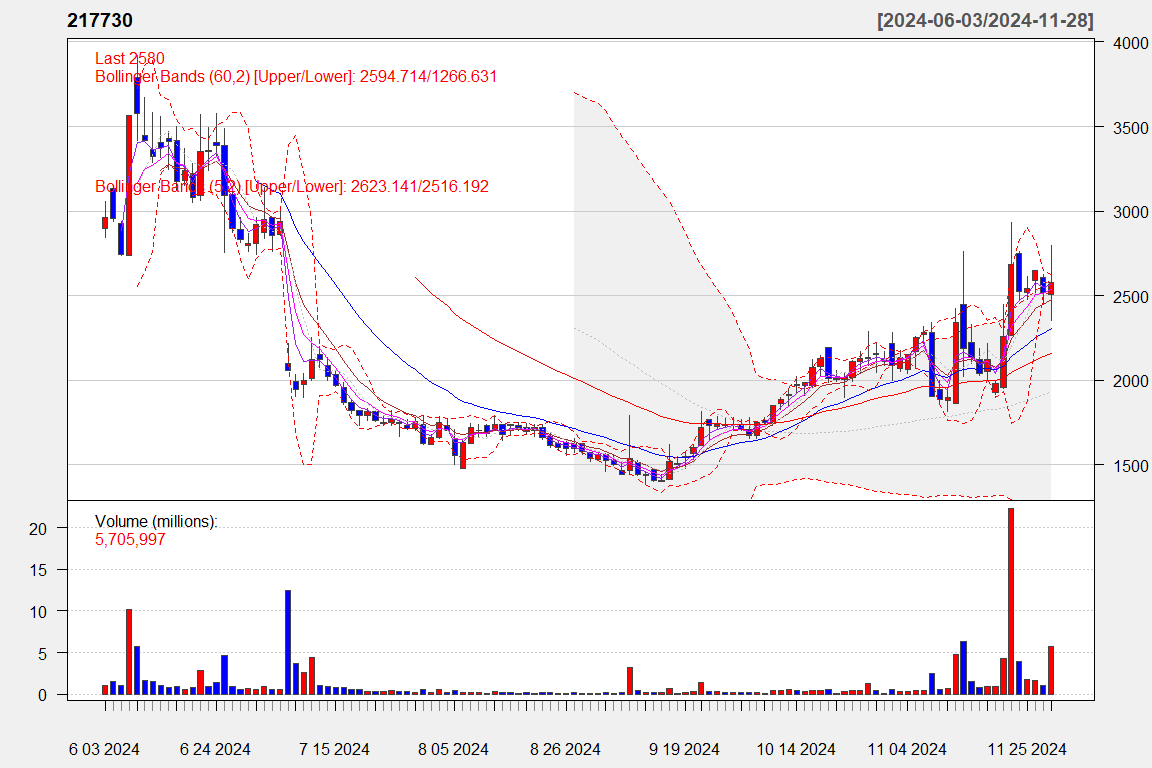 217730 [2024-06-03/2024-11-28]
Last 2580
Bollinger Bands (60,2) [Upper/Lower]: 2594.714/1266.631
Bollinger Bands (5,2) [Upper/Lower]: 2623.141/2516.192
4000
3500
3000
2500
2000
1500
Volume (millions):
5,705,997
20
15
10
5
0
6 03 2024 6 24 2024 7 15 2024 8 05 2024 8 26 2024 9 19 2024 10 14 2024 11 04 2024 11 25 2024